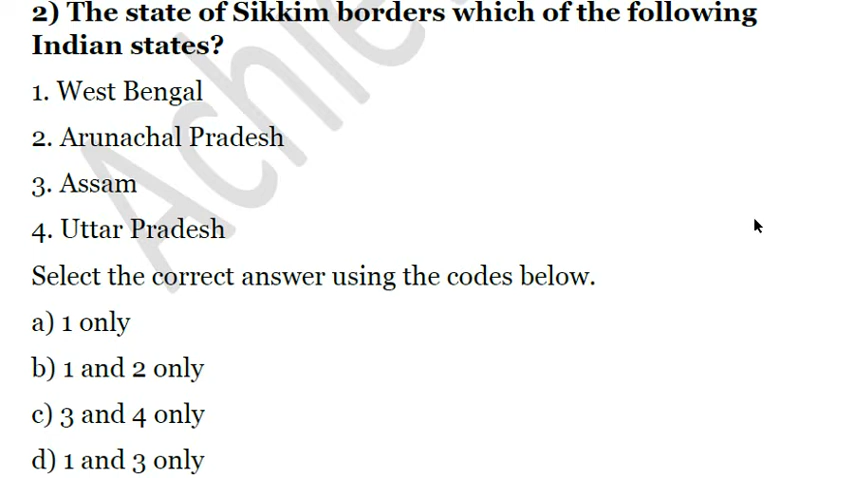 2) The state of Sikkim borders which of the following
Indian states?
1. West Bengal
2. Arunachal Pradesh
3. Assam
4. Uttar Pradesh
Select the correct answer using the codes below.
a) 1 only
b) 1 and 2 only
c) 3 and 4 only
d) 1 and 3 only
Achie